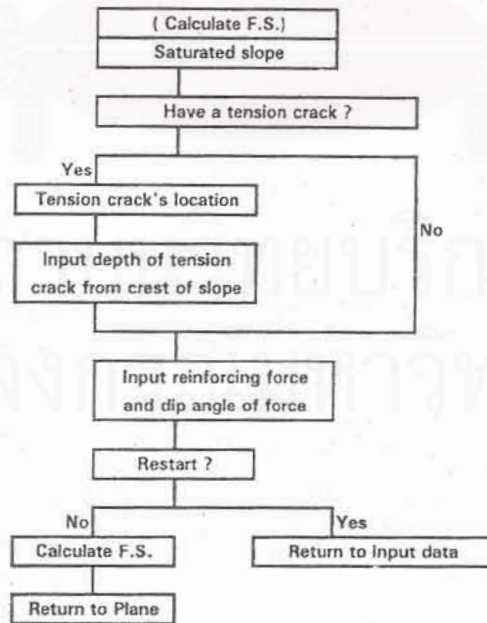 ( Calculate F.S.)
Saturated slope
Have a tension crack ?
Yes
Tension crack's location
No
Input depth of tension
crack from crest of slope
Input reinforcing force
and dip angle of force
Restart ?
No
Yes
Calculate F.S.
Return to input data
Return to Plane